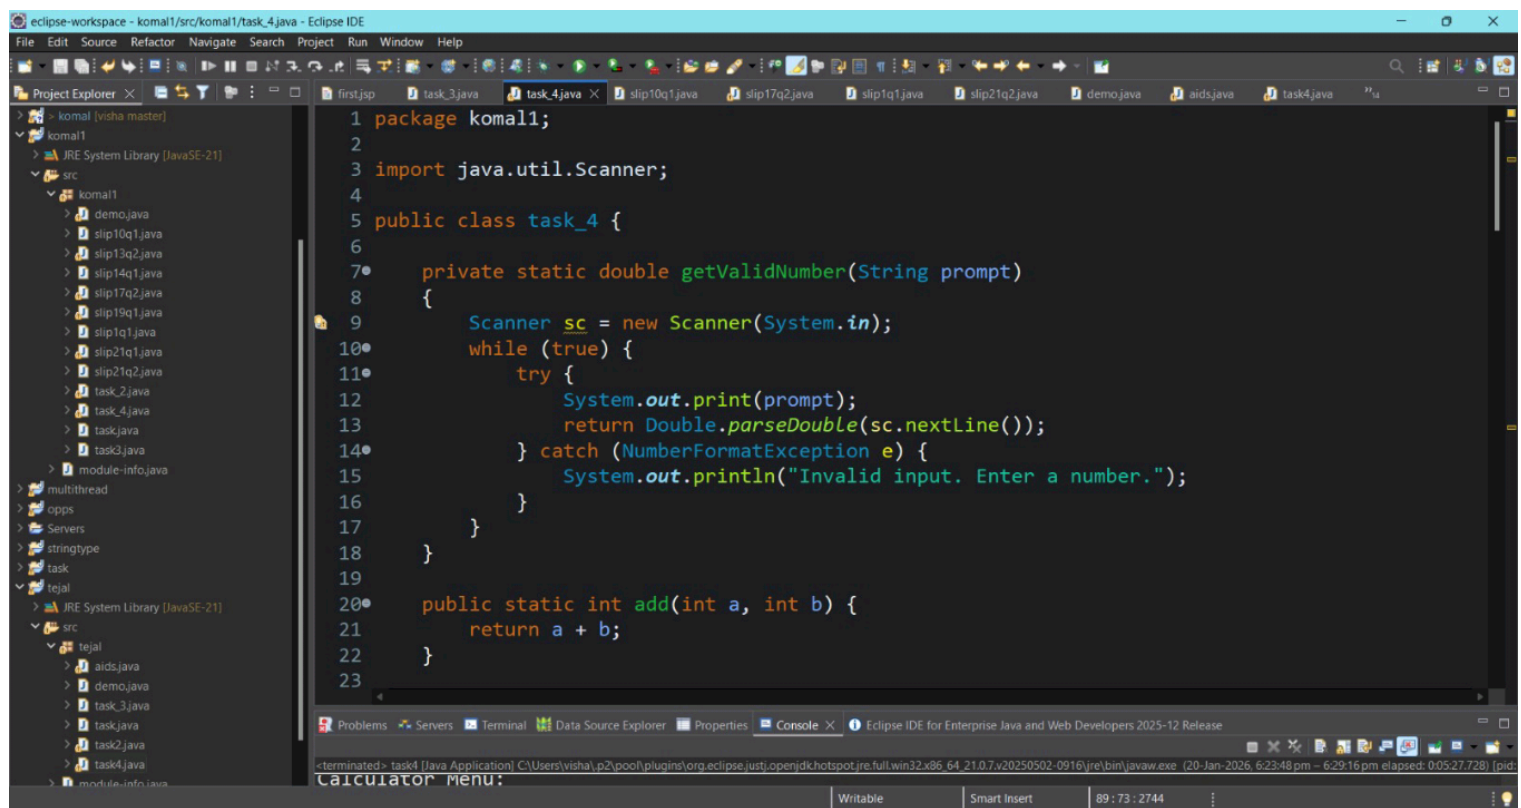 eclipse-workspace - komal1/src/komal1/task_4.java - Eclipse IDE
File Edit Source Refactor Navigate Search Project Run Window Help
Project Explorer
first.jsp task_3.java task_4.java slip10q1.java slip17q2.java slip1q1.java slip21q2.java demo.java aids.java task4.java
> komal [visha master]
komal1
JRE System Library [JavaSE-21]
src
komal1
demo.java
slip10q1.java
slip13q2.java
slip14q1.java
slip17q2.java
slip19q1.java
slip1q1.java
slip21q1.java
slip21q2.java
task_2.java
task_4.java
task.java
task3.java
module-info.java
multithread
opps
Servers
stringtype
task
tejal
JRE System Library [JavaSE-21]
src
tejal
aids.java
demo.java
task_3.java
task.java
task2.java
task4.java
module-info.java
1 package komal1;
2
3 import java.util.Scanner;
4
5 public class task_4 {
6
7 private static double getValidNumber(String prompt)
8 {
9 Scanner sc = new Scanner(System.in);
10 while (true) {
11 try {
12 System.out.print(prompt);
13 return Double.parseDouble(sc.nextLine());
14 } catch (NumberFormatException e) {
15 System.out.println("Invalid input. Enter a number.");
16 }
17 }
18 }
19
20 public static int add(int a, int b) {
21 return a + b;
22 }
23
Problems Servers Terminal Data Source Explorer Properties Console Eclipse IDE for Enterprise Java and Web Developers 2025-12 Release
<terminated> task4 [Java Application] C:\Users\visha\.p2\pool\plugins\org.eclipse.justj.openjdk.hotspot.jre.full.win32.x86_64_21.0.7.v20250502-0916\jre\bin\javaw.exe (20-Jan-2026, 6:23:48 pm – 6:29:16 pm elapsed: 0:05:27.728) [pid:
Calculator Menu:
Writable Smart Insert 89 : 73 : 2744